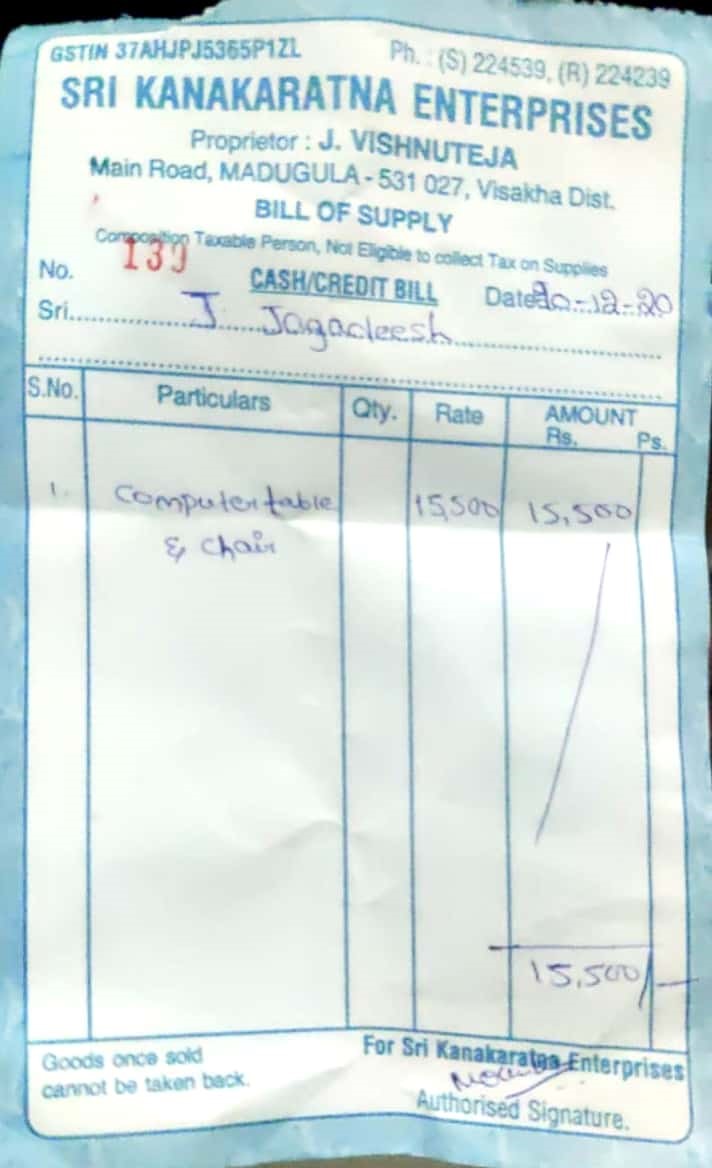 GSTIN 37AHJPJ5365P1ZL Ph. : (S) 224539, (R) 224239
SRI KANAKARATNA ENTERPRISES
Proprietor : J. VISHNUTEJA
Main Road, MADUGULA - 531 027, Visakha Dist.
BILL OF SUPPLY
Composition Taxable Person, Not Eligible to collect Tax on Supplies
No. 139 CASH/CREDIT BILL Date 20-12-20
Sri. J. Jagadeesh
S.No. Particulars Qty. Rate AMOUNT
Rs. Ps.
1. Computer table 15,500 15,500
& chair
15,500/-
Goods once sold For Sri Kanakaratna Enterprises
cannot be taken back.
Authorised Signature.